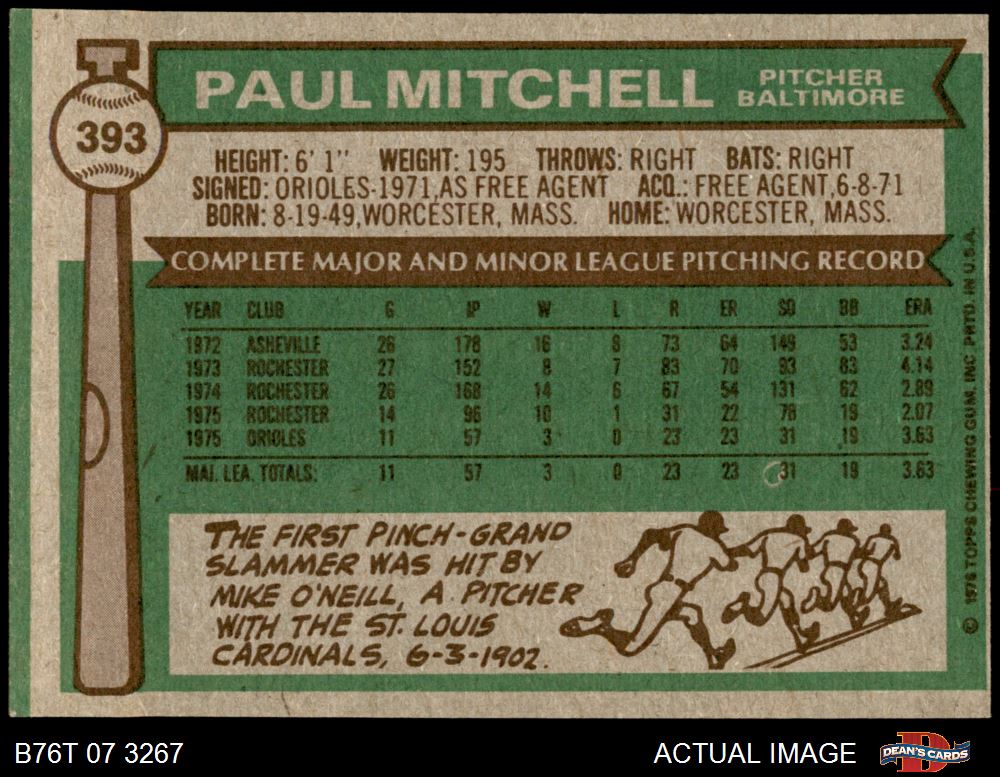 393
PAUL MITCHELL
PITCHER
BALTIMORE
HEIGHT: 6' 1" WEIGHT: 195 THROWS: RIGHT BATS: RIGHT
SIGNED: ORIOLES-1971,AS FREE AGENT ACQ.: FREE AGENT,6-8-71
BORN: 8-19-49,WORCESTER, MASS. HOME: WORCESTER, MASS.
COMPLETE MAJOR AND MINOR LEAGUE PITCHING RECORD
YEAR CLUB G IP W L R ER SO BB ERA
1972 ASHEVILLE 26 178 16 8 73 64 149 53 3.24
1973 ROCHESTER 27 152 8 7 83 70 93 83 4.14
1974 ROCHESTER 26 168 14 6 67 54 131 62 2.89
1975 ROCHESTER 14 96 10 1 31 22 78 19 2.07
1975 ORIOLES 11 57 3 0 23 23 31 19 3.63
MAJ. LEA. TOTALS: 11 57 3 0 23 23 31 19 3.63
THE FIRST PINCH-GRAND
SLAMMER WAS HIT BY
MIKE O'NEILL, A PITCHER
WITH THE ST. LOUIS
CARDINALS, 6-3-1902.
© 1976 TOPPS CHEWING GUM, INC. PRTD. IN U.S.A.
B76T 07 3267
ACTUAL IMAGE
DEAN'S CARDS